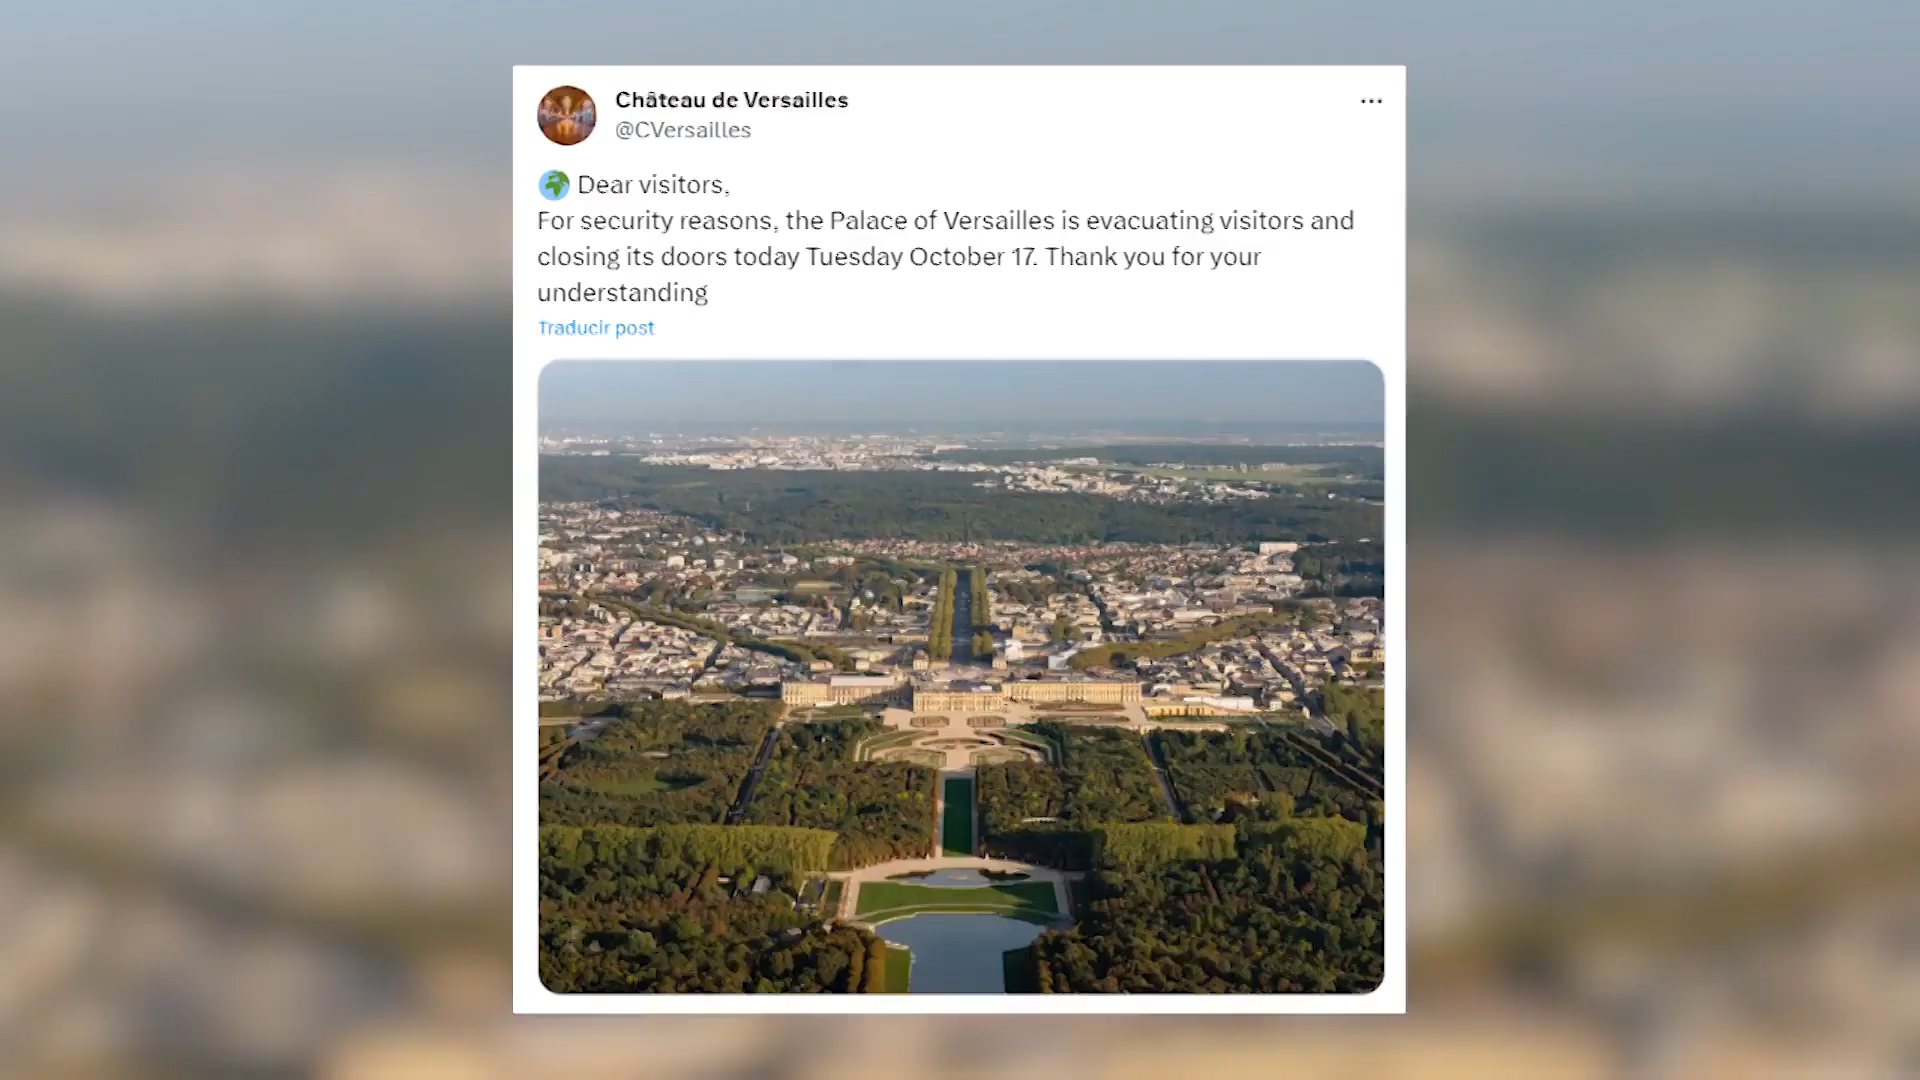 Château de Versailles
@CVersailles
Dear visitors,
For security reasons, the Palace of Versailles is evacuating visitors and
closing its doors today Tuesday October 17. Thank you for your
understanding
Traducir post